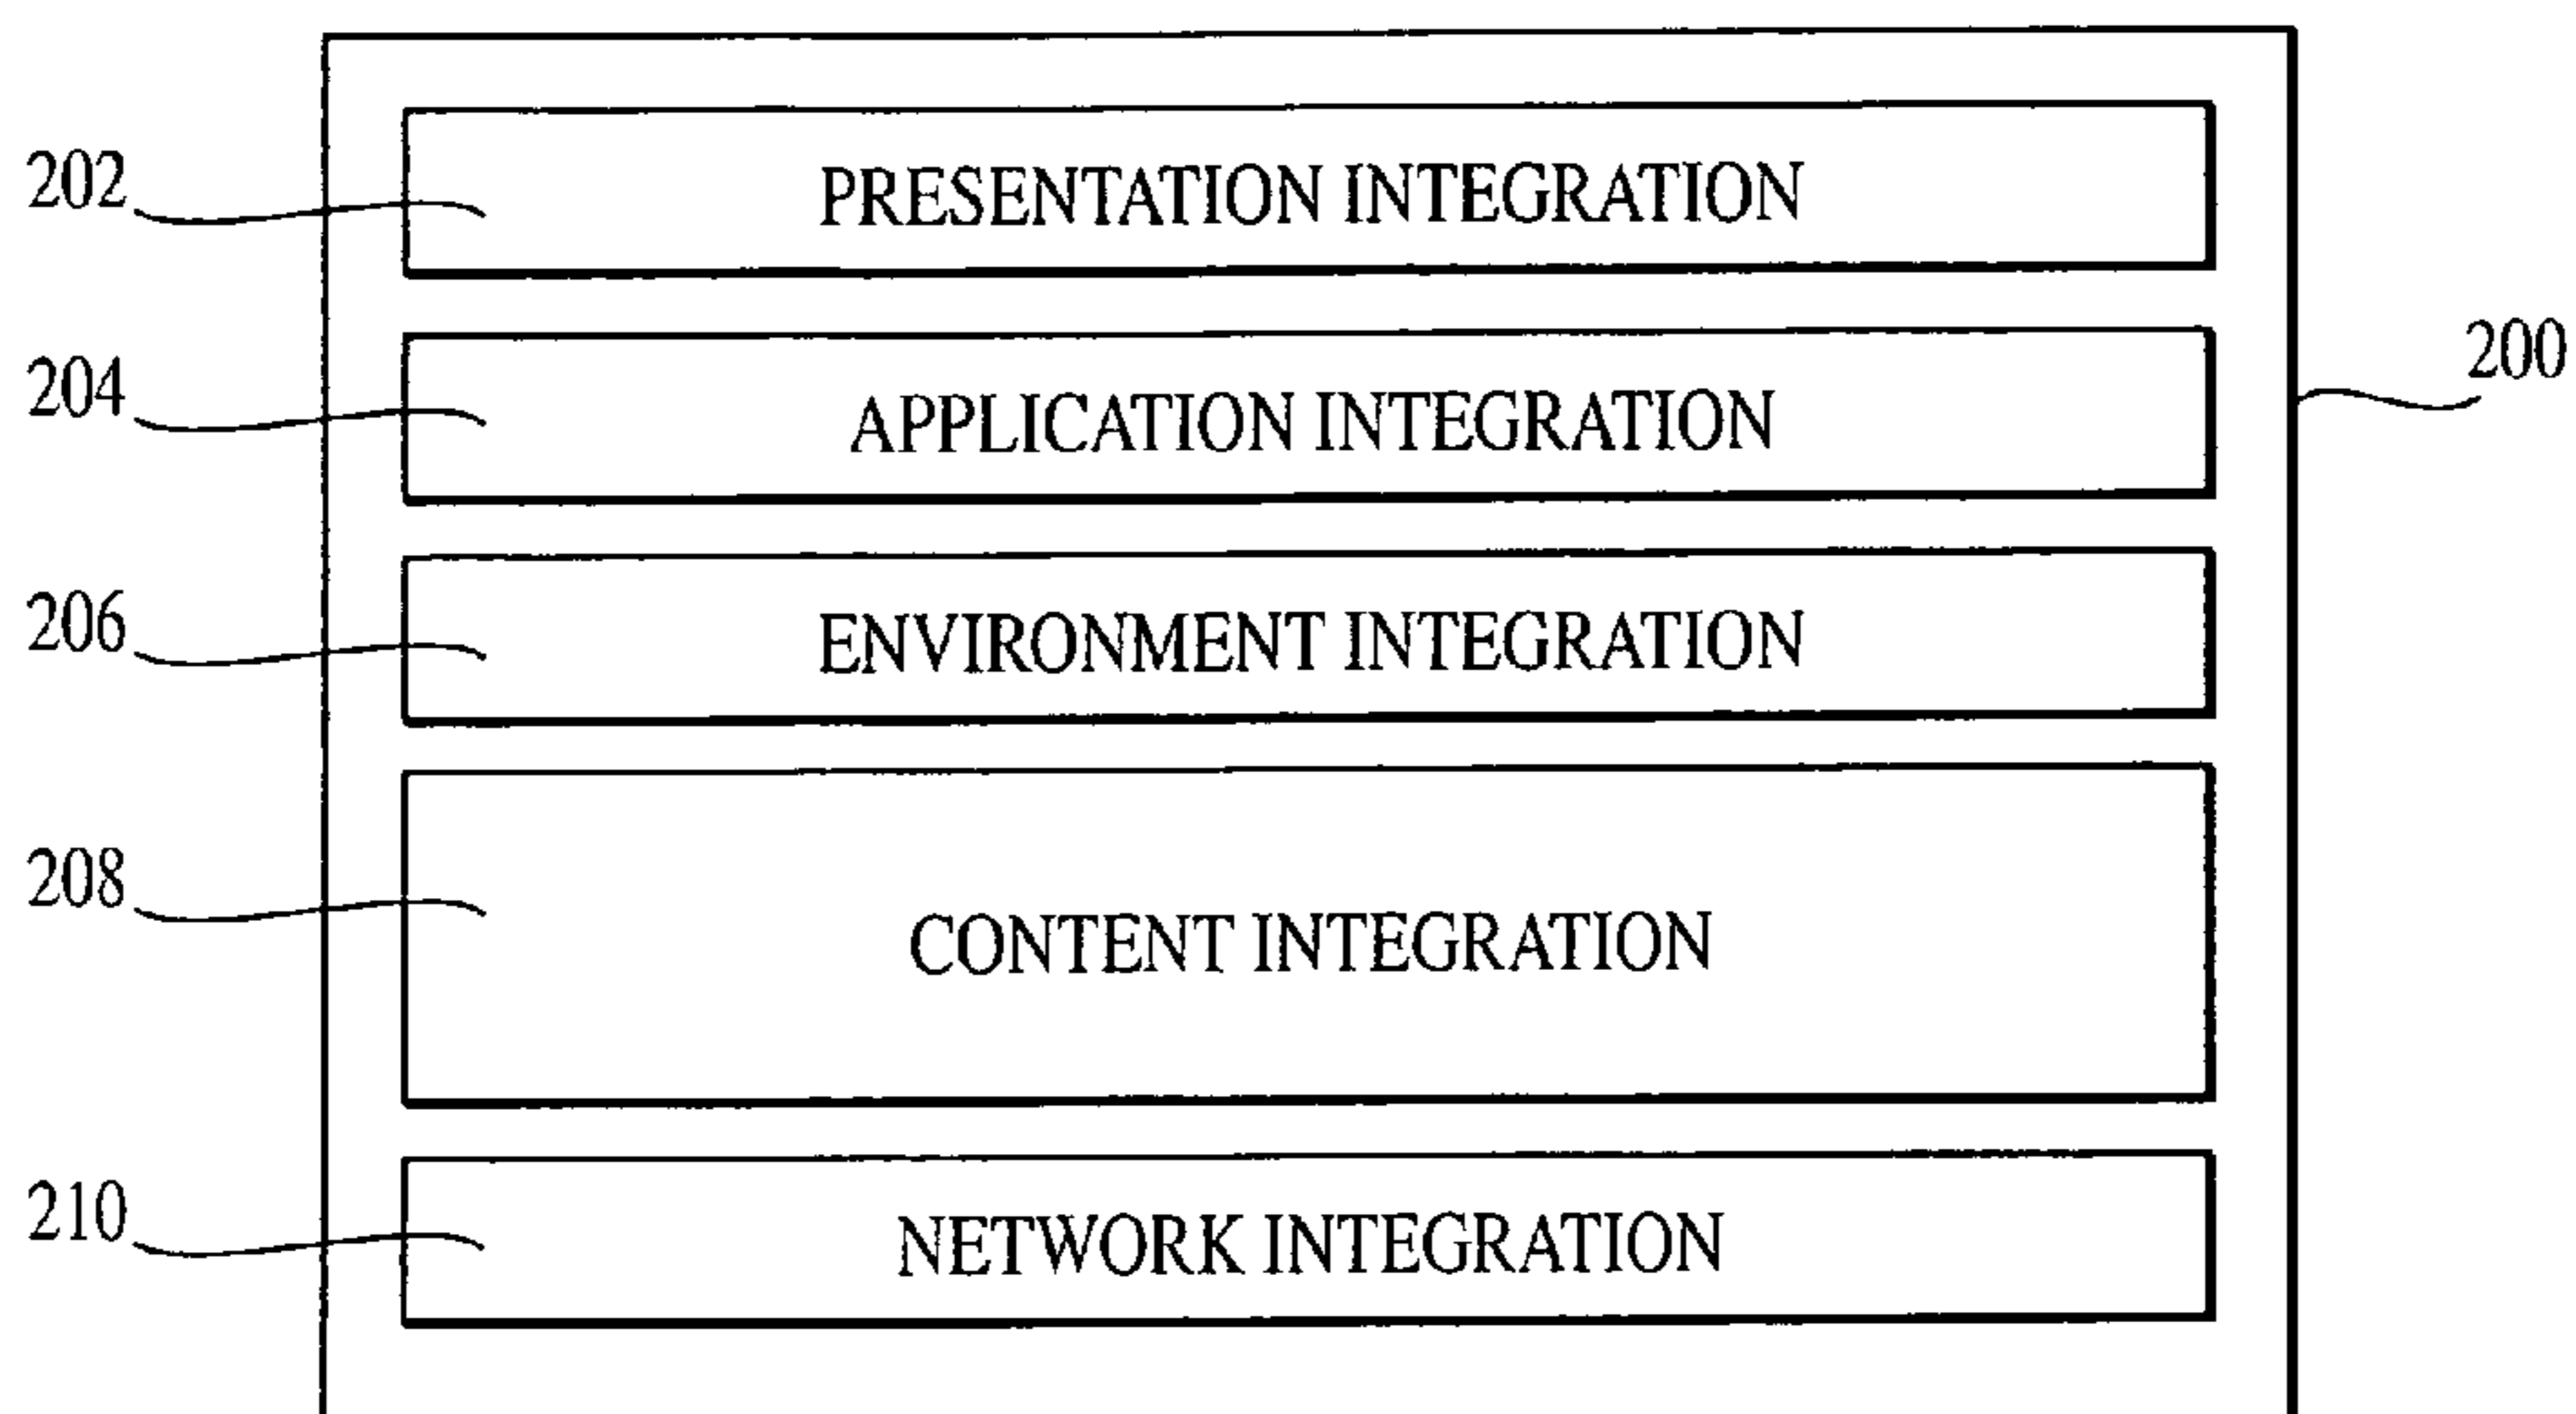 202
PRESENTATION INTEGRATION
204
APPLICATION INTEGRATION
200
206
ENVIRONMENT INTEGRATION
208
CONTENT INTEGRATION
210
NETWORK INTEGRATION